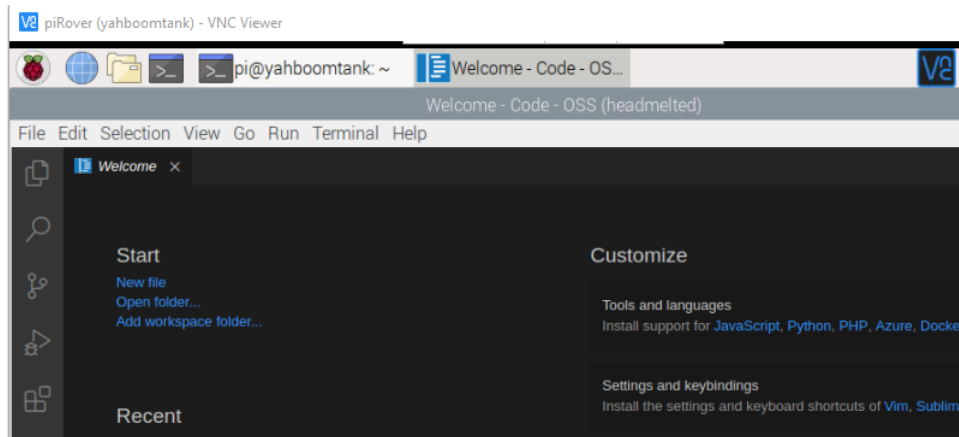 piRover (yahboomtank) - VNC Viewer
pi@yahboomtank: ~ Welcome - Code - OS...
Welcome - Code - OSS (headmelted)
File Edit Selection View Go Run Terminal Help
Welcome
Start
New file
Open folder...
Add workspace folder...
Recent
Customize
Tools and languages
Install support for JavaScript, Python, PHP, Azure, Docke
Settings and keybindings
Install the settings and keyboard shortcuts of Vim, Sublim